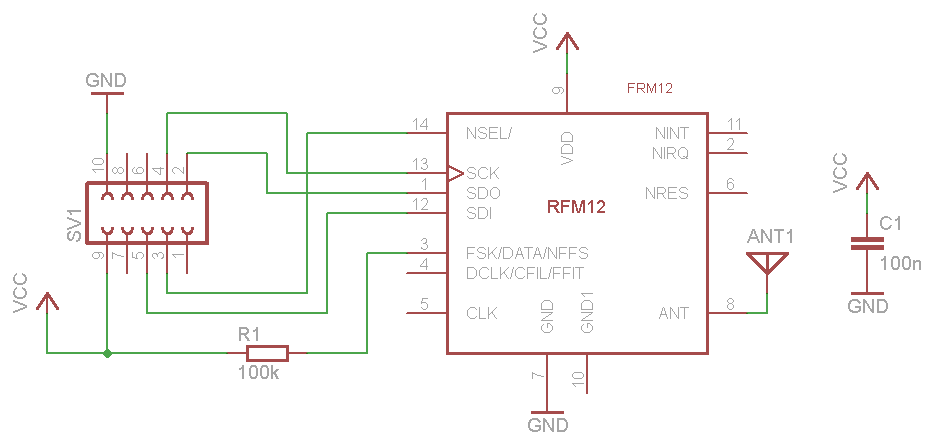 VCC
FRM12
9
GND
14
NSEL/
VDD
NINT
11
NIRQ
2
10
8
6
4
2
13
SCK
1
SDO
12
SDI
RFM12
NRES
6
VCC
SV1
C1
100n
ANT1
9
7
5
3
1
3
FSK/DATA/NFFS
4
DCLK/CFIL/FFIT
VCC
5
CLK
GND
GND1
ANT
8
GND
R1
100k
7
10
GND